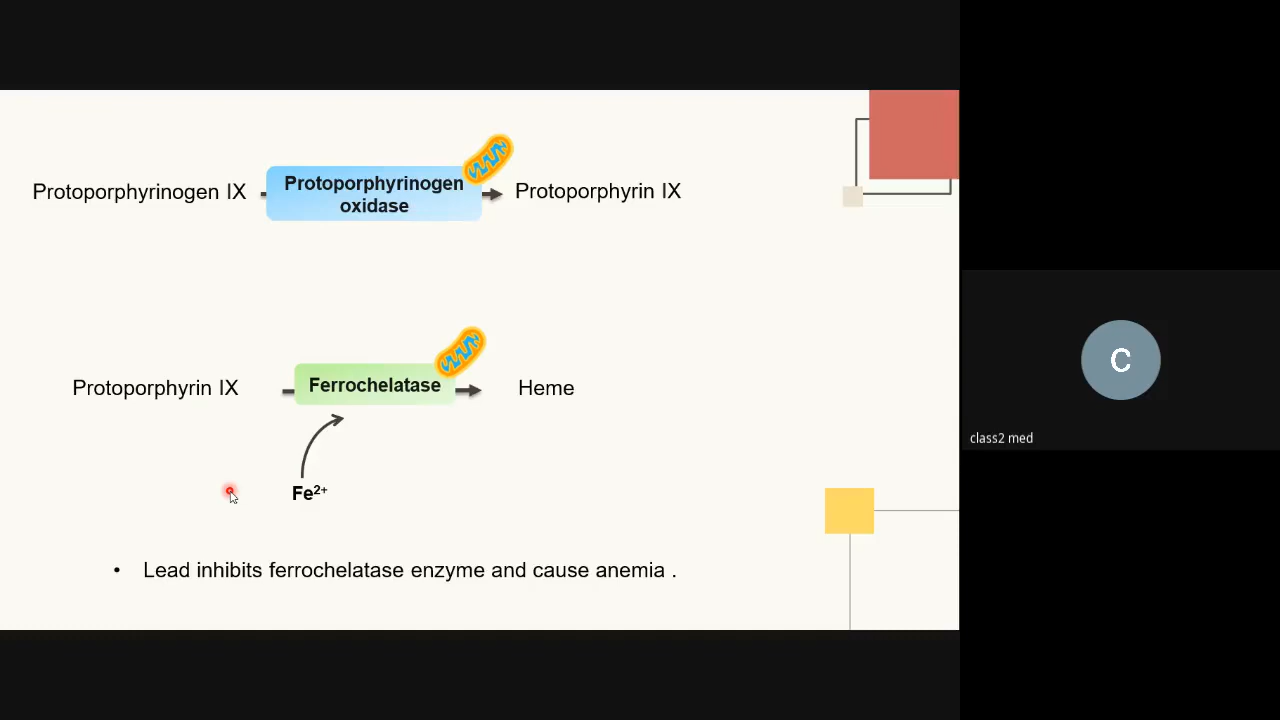 Protoporphyrinogen IX
Protoporphyrinogen
oxidase
Protoporphyrin IX
Protoporphyrin IX
Ferrochelatase
Heme
Fe²⁺
• Lead inhibits ferrochelatase enzyme and cause anemia .
C
class2 med